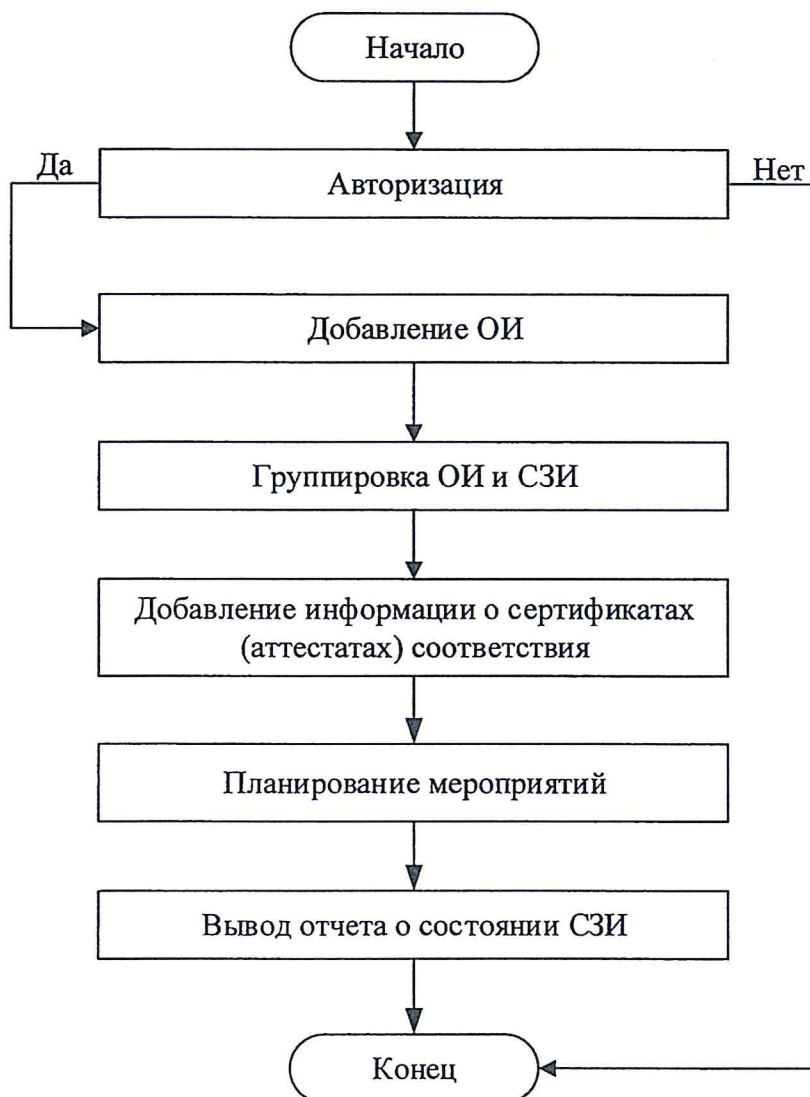 Начало
Да
Авторизация
Нет
Добавление ОИ
Группировка ОИ и СЗИ
Добавление информации о сертификатах
(аттестатах) соответствия
Планирование мероприятий
Вывод отчета о состоянии СЗИ
Конец